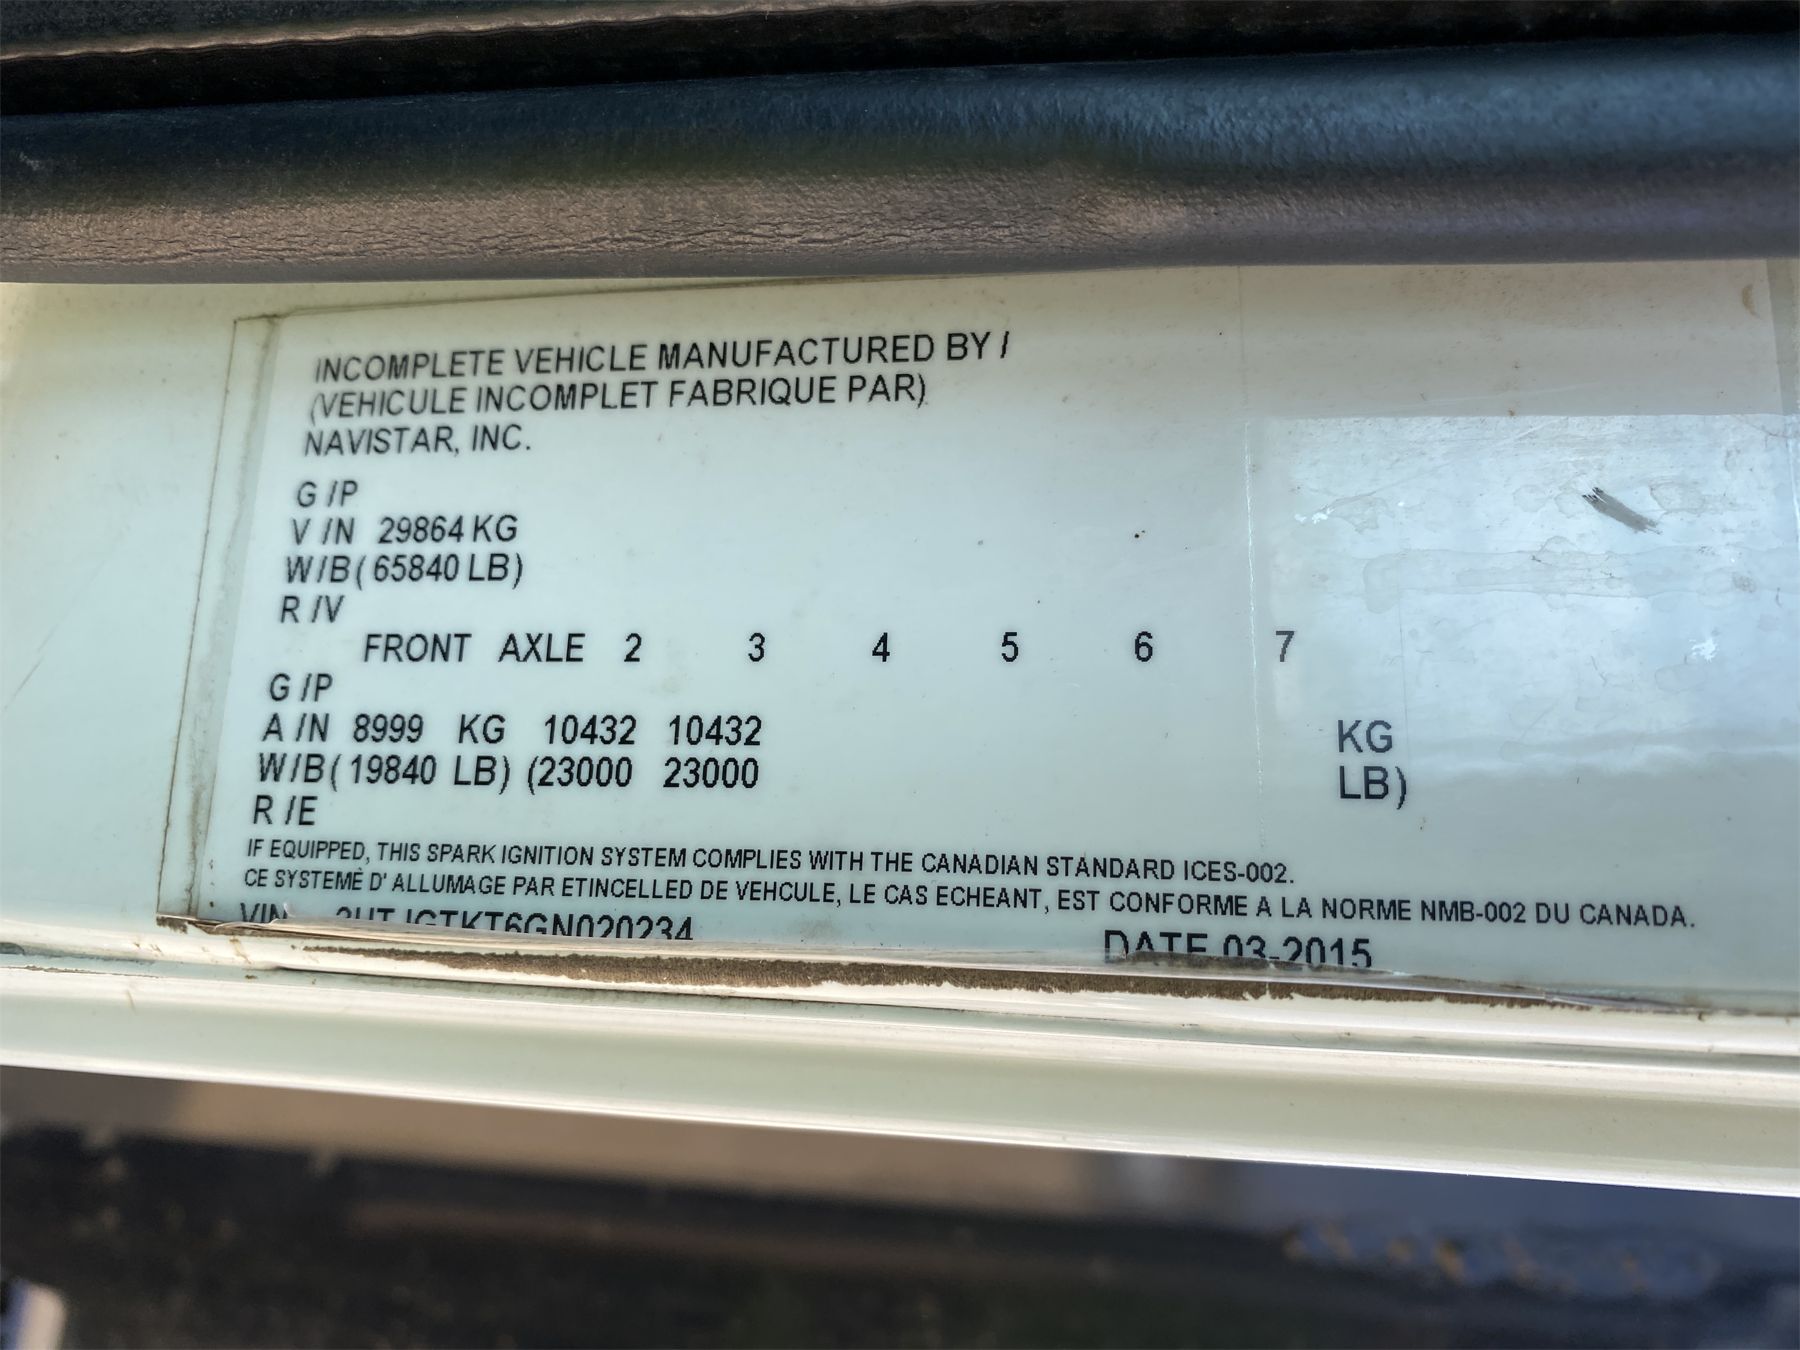 INCOMPLETE VEHICLE MANUFACTURED BY /
(VEHICULE INCOMPLET FABRIQUE PAR)
NAVISTAR, INC.
G /P
V /N 29864 KG
W/B ( 65840 LB)
R /V
FRONT AXLE 2 3 4 5 6 7
G /P
A /N 8999 KG 10432 10432 KG
W/B ( 19840 LB) (23000 23000 LB)
R /E
IF EQUIPPED, THIS SPARK IGNITION SYSTEM COMPLIES WITH THE CANADIAN STANDARD ICES-002.
CE SYSTEMÈ D' ALLUMAGE PAR ETINCELLED DE VEHCULE, LE CAS ECHEANT, EST CONFORME A LA NORME NMB-002 DU CANADA.
VIN
DATE 03-2015